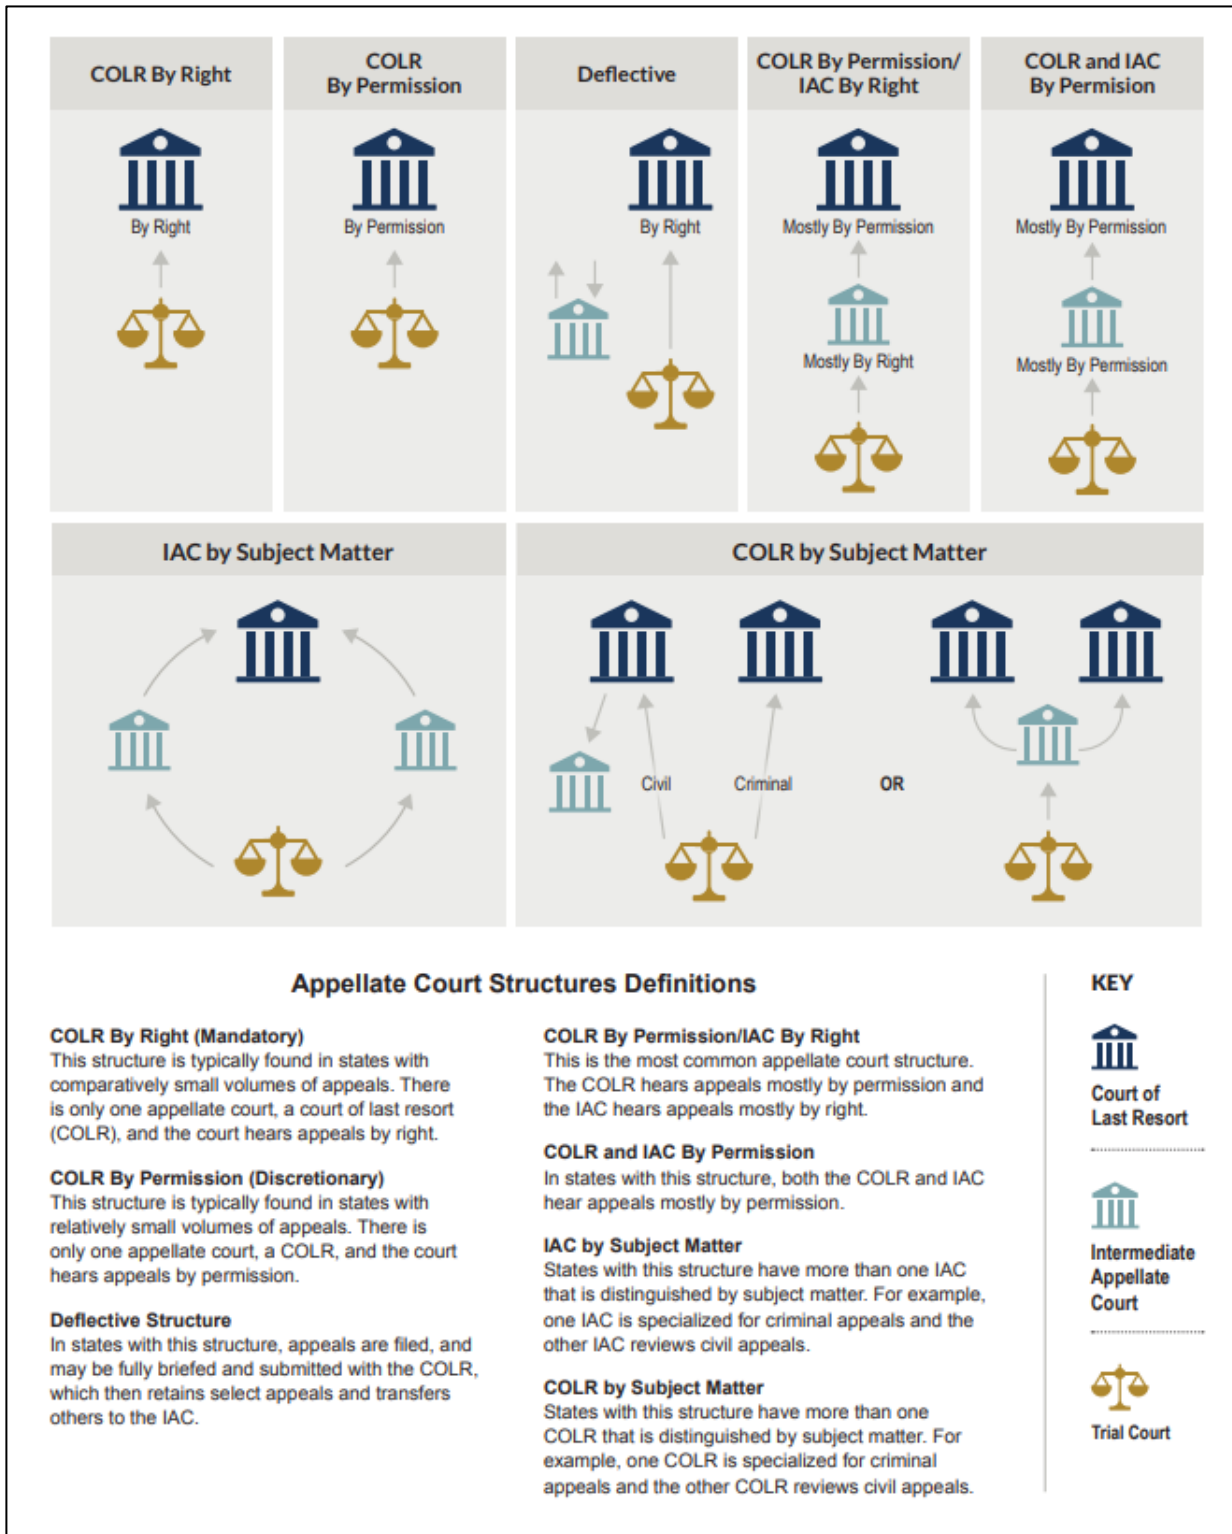 COLR By Right
COLR
By Permission
Deflective
COLR By Permission/
IAC By Right
COLR and IAC
By Permision
By Right
By Permission
By Right
Mostly By Permission
Mostly By Right
Mostly By Permission
Mostly By Permission
IAC by Subject Matter
COLR by Subject Matter
Civil
Criminal
OR
Appellate Court Structures Definitions
COLR By Right (Mandatory)
This structure is typically found in states with
comparatively small volumes of appeals. There
is only one appellate court, a court of last resort
(COLR), and the court hears appeals by right.
COLR By Permission (Discretionary)
This structure is typically found in states with
relatively small volumes of appeals. There is
only one appellate court, a COLR, and the court
hears appeals by permission.
Deflective Structure
In states with this structure, appeals are filed, and
may be fully briefed and submitted with the COLR,
which then retains select appeals and transfers
others to the IAC.
COLR By Permission/IAC By Right
This is the most common appellate court structure.
The COLR hears appeals mostly by permission and
the IAC hears appeals mostly by right.
COLR and IAC By Permission
In states with this structure, both the COLR and IAC
hear appeals mostly by permission.
IAC by Subject Matter
States with this structure have more than one IAC
that is distinguished by subject matter. For example,
one IAC is specialized for criminal appeals and the
other IAC reviews civil appeals.
COLR by Subject Matter
States with this structure have more than one
COLR that is distinguished by subject matter. For
example, one COLR is specialized for criminal
appeals and the other COLR reviews civil appeals.
KEY
Court of
Last Resort
Intermediate
Appellate
Court
Trial Court